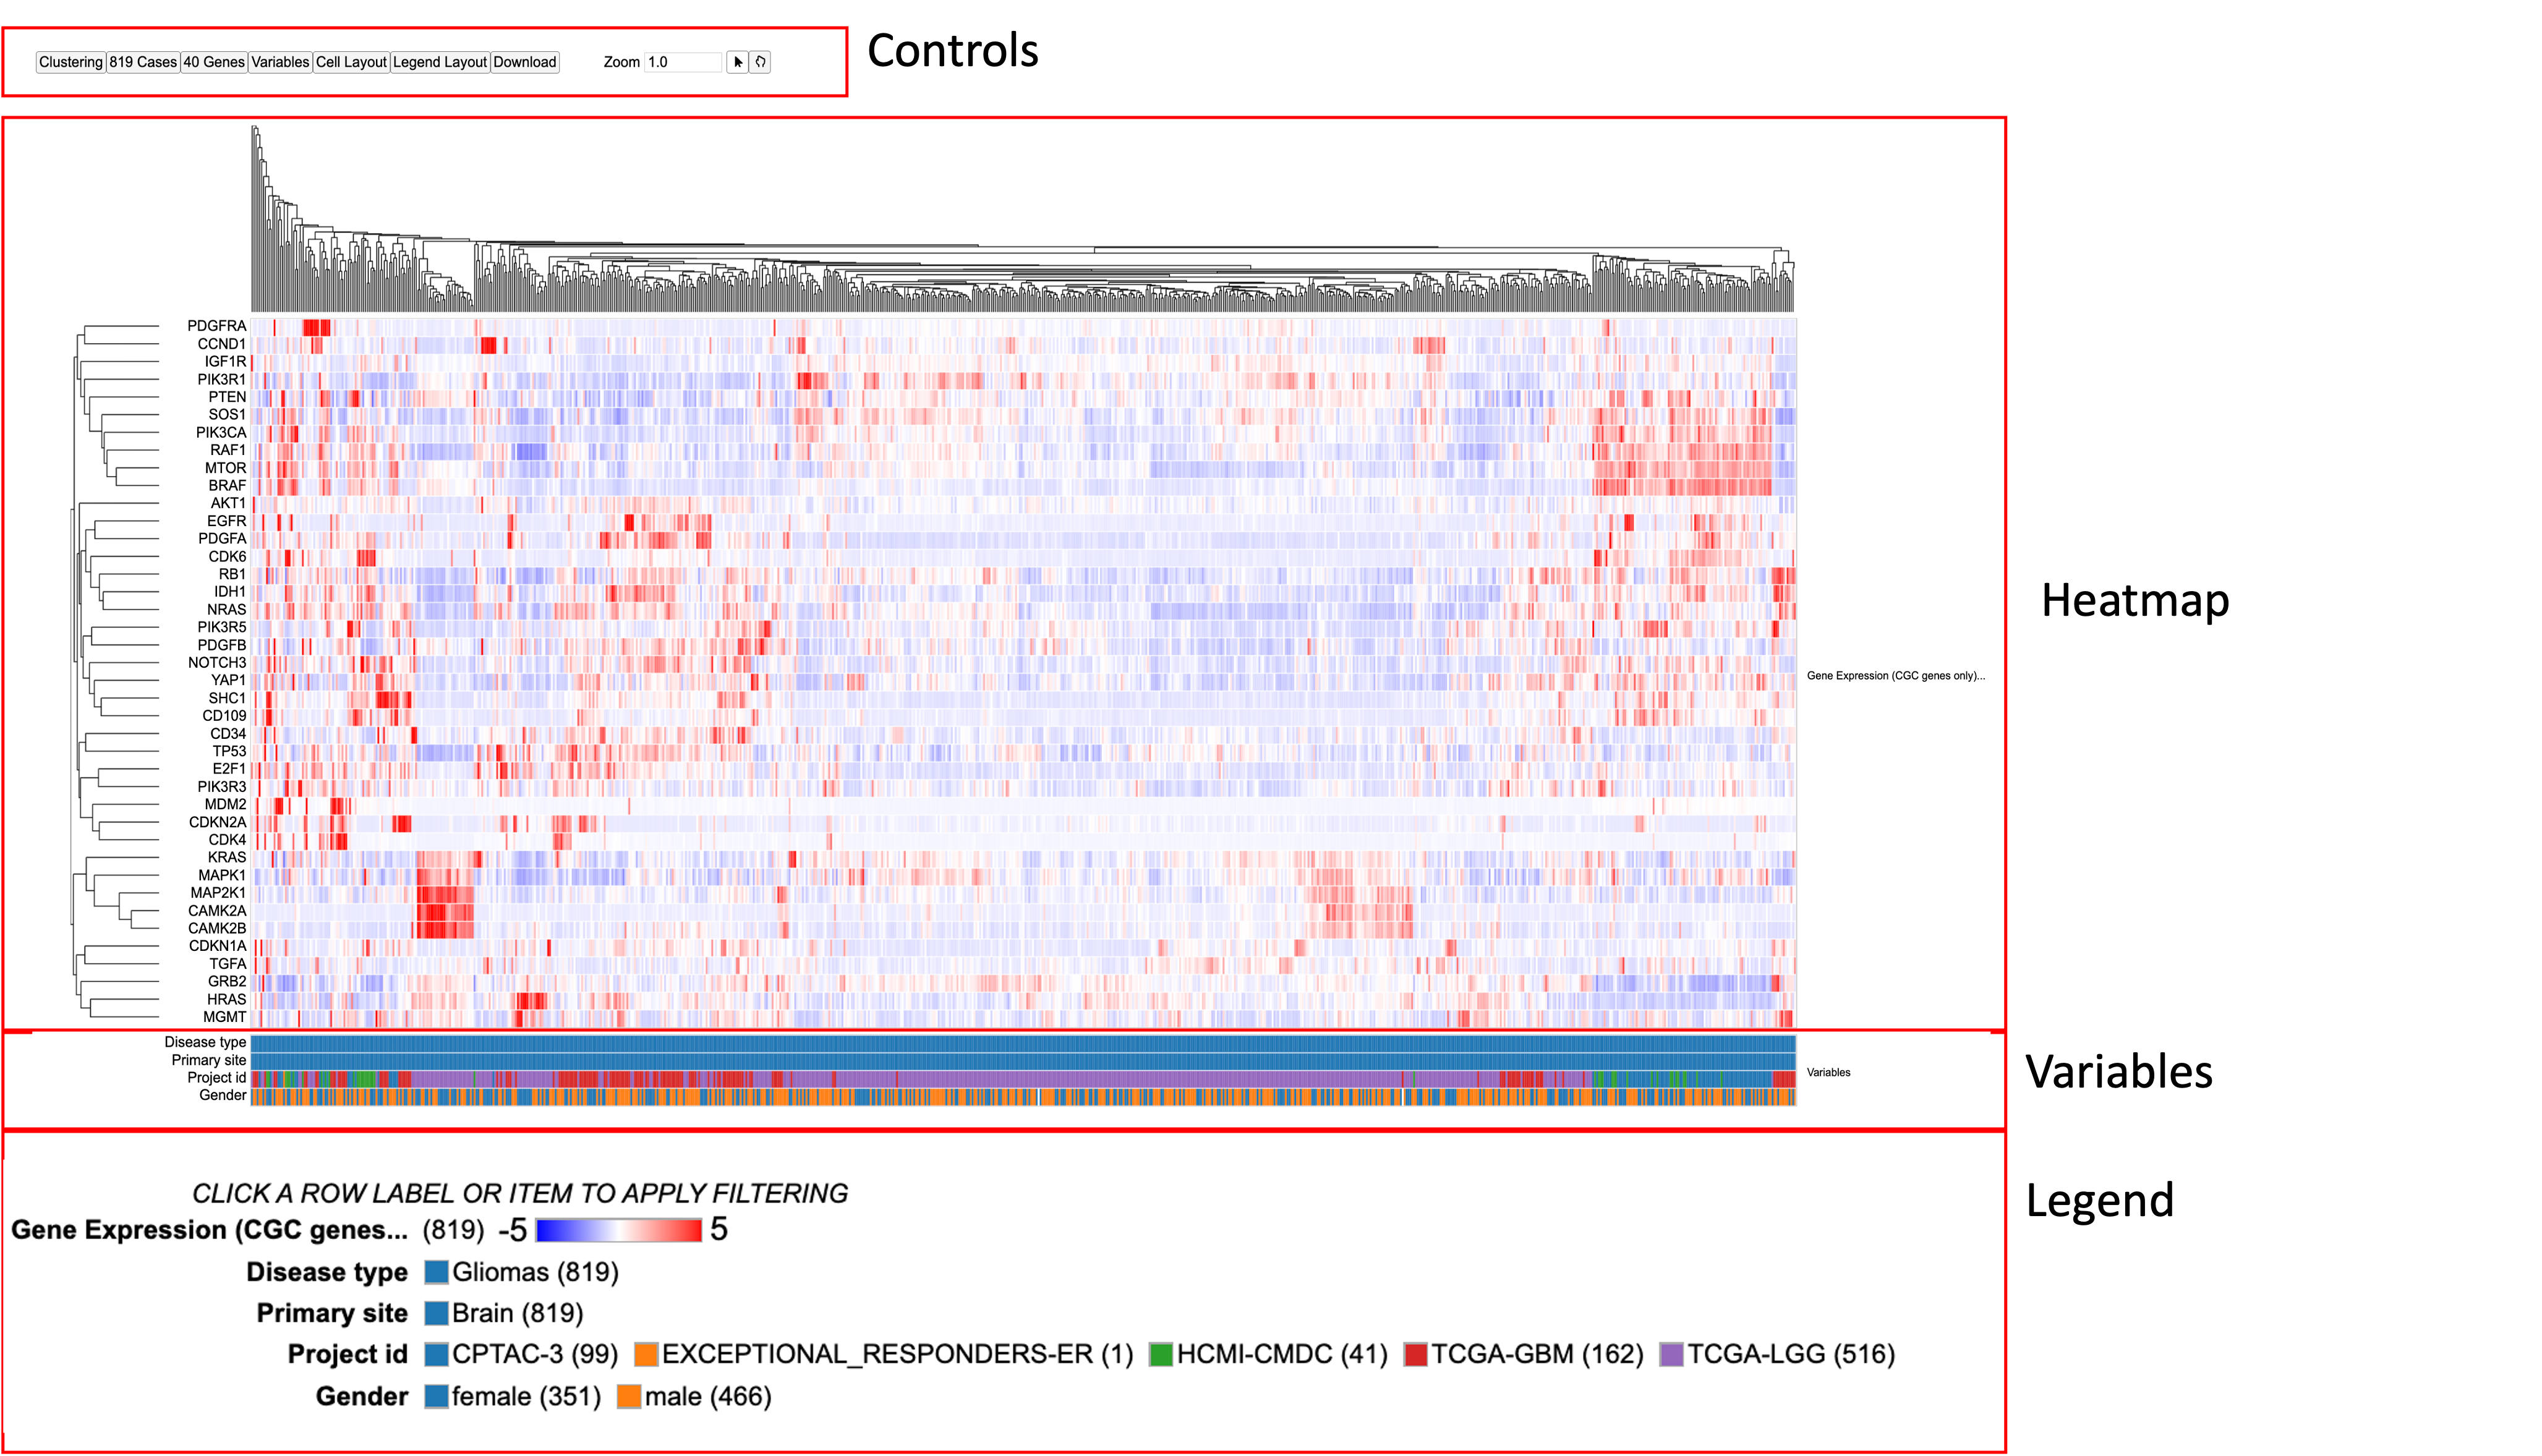 Controls
Clustering 819 Cases 40 Genes Variables Cell Layout Legend Layout Download Zoom 1.0
PDGFRA
CCND1
IGF1R
PIK3R1
PTEN
SOS1
PIK3CA
RAF1
MTOR
BRAF
AKT1
EGFR
PDGFA
CDK6
RB1
IDH1
NRAS
PIK3R5
PDGFB
NOTCH3
YAP1
SHC1
CD109
CD34
TP53
E2F1
PIK3R3
MDM2
CDKN2A
CDK4
KRAS
MAPK1
MAP2K1
CAMK2A
CAMK2B
CDKN1A
TGFA
GRB2
HRAS
MGMT
Gene Expression (CGC genes only)...
Heatmap
Disease type
Primary site
Project id
Gender
Variables
Variables
Legend
CLICK A ROW LABEL OR ITEM TO APPLY FILTERING
Gene Expression (CGC genes... (819) -5 5
Disease type Gliomas (819)
Primary site Brain (819)
Project id CPTAC-3 (99) EXCEPTIONAL_RESPONDERS-ER (1) HCMI-CMDC (41) TCGA-GBM (162) TCGA-LGG (516)
Gender female (351) male (466)